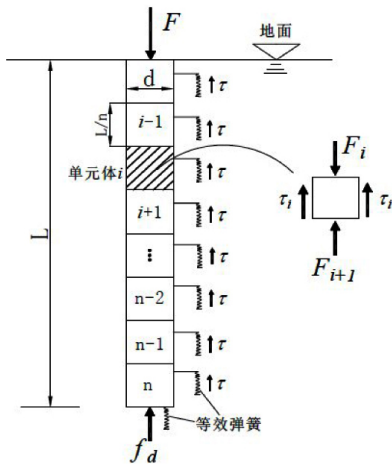 F
地面
d
τ
L/n
i-1
τ
单元体i
τ
F_i
τ_i
τ_i
F_{i+1}
i+1
τ
L
⋮
τ
n-2
τ
n-1
τ
n
τ
等效弹簧
f_d